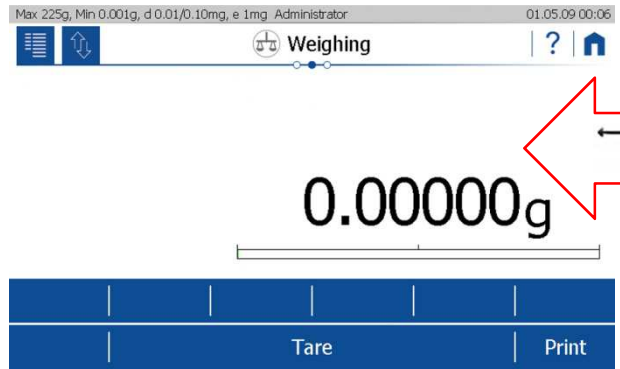 Max 225g, Min 0.001g, d 0.01/0.10mg, e 1mg Administrator 01.05.09 00:06
Weighing ?
0.00000g
Tare Print